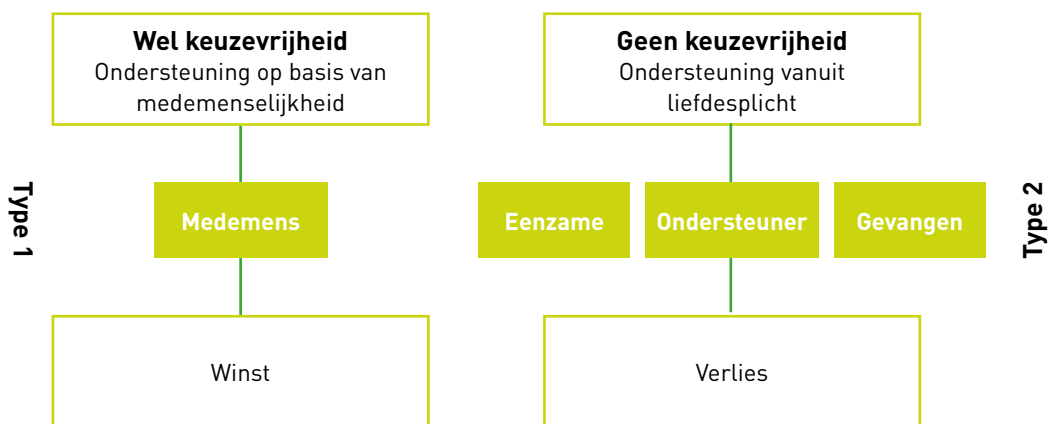 Wel keuzevrijheid
Ondersteuning op basis van
medemenselijkheid
Geen keuzevrijheid
Ondersteuning vanuit
liefdesplicht
Type 1
Medemens
Eenzame
Ondersteuner
Gevangen
Type 2
Winst
Verlies